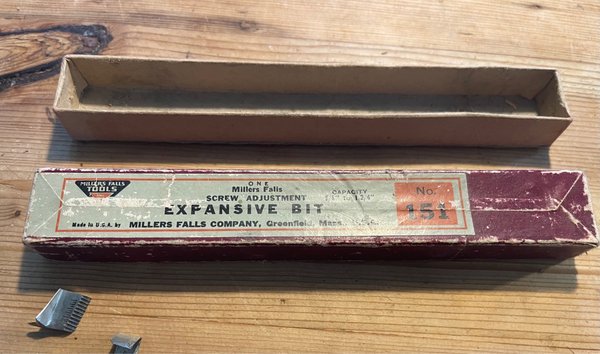 MILLERS FALLS
TOOLS
ONE
Millers Falls
SCREW ADJUSTMENT
EXPANSIVE BIT
CAPACITY
No.
151
Made in U.S.A. by MILLERS FALLS COMPANY, Greenfield, Mass.